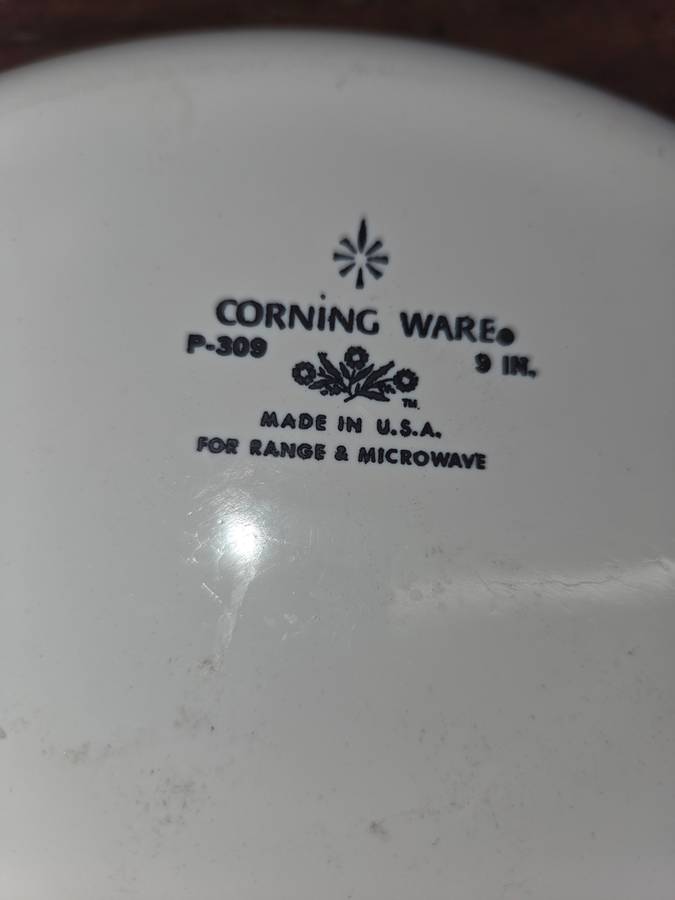 CORNING WARE®
P-309 9 IN.
TM
MADE IN U.S.A.
FOR RANGE & MICROWAVE